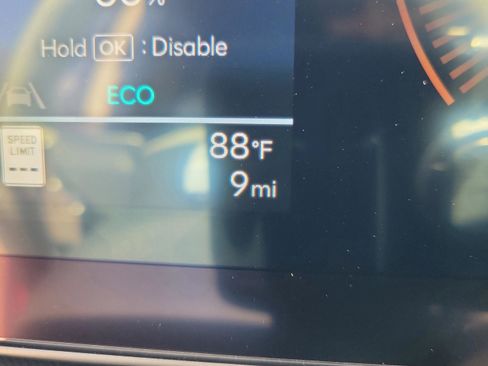 Hold OK : Disable
ECO
SPEED
LIMIT
---
88°F
9mi